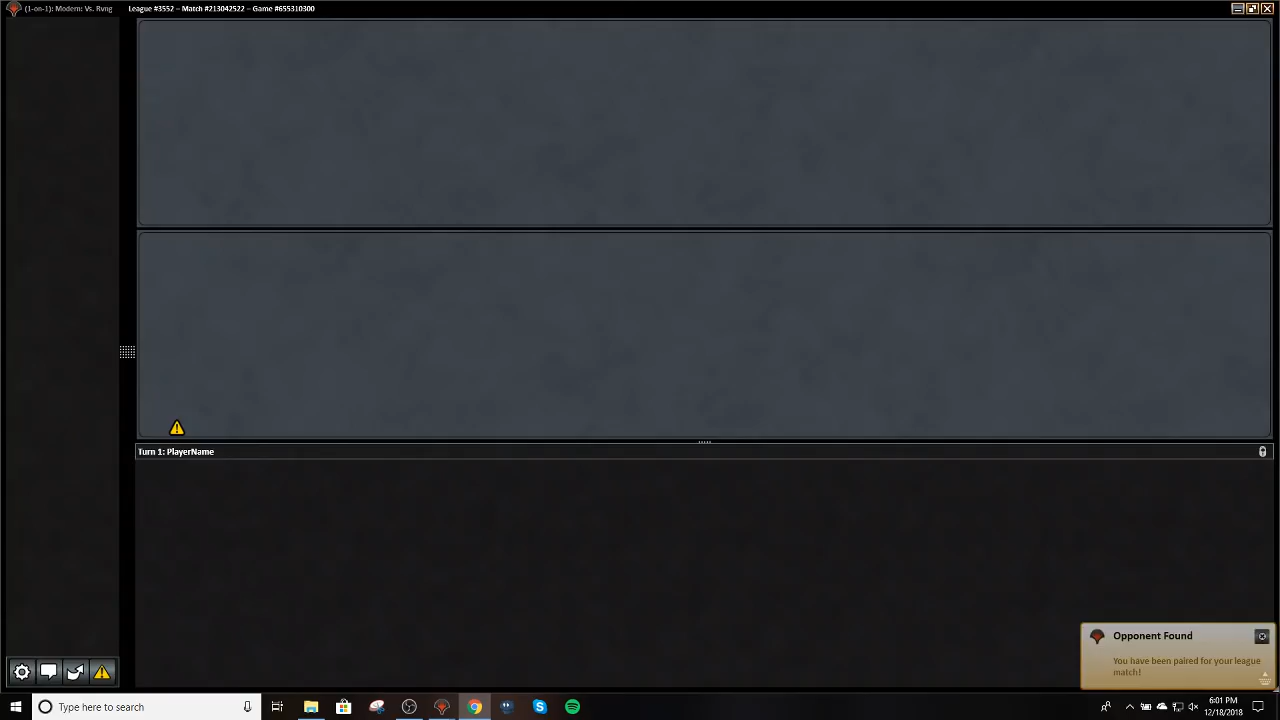 (1-on-1): Modern: Vs. Rvng
League #3552 – Match #213042522 – Game #655310300
Turn 1: PlayerName
Opponent Found
You have been paired for your league
match!
Type here to search
6:01 PM
12/18/2018